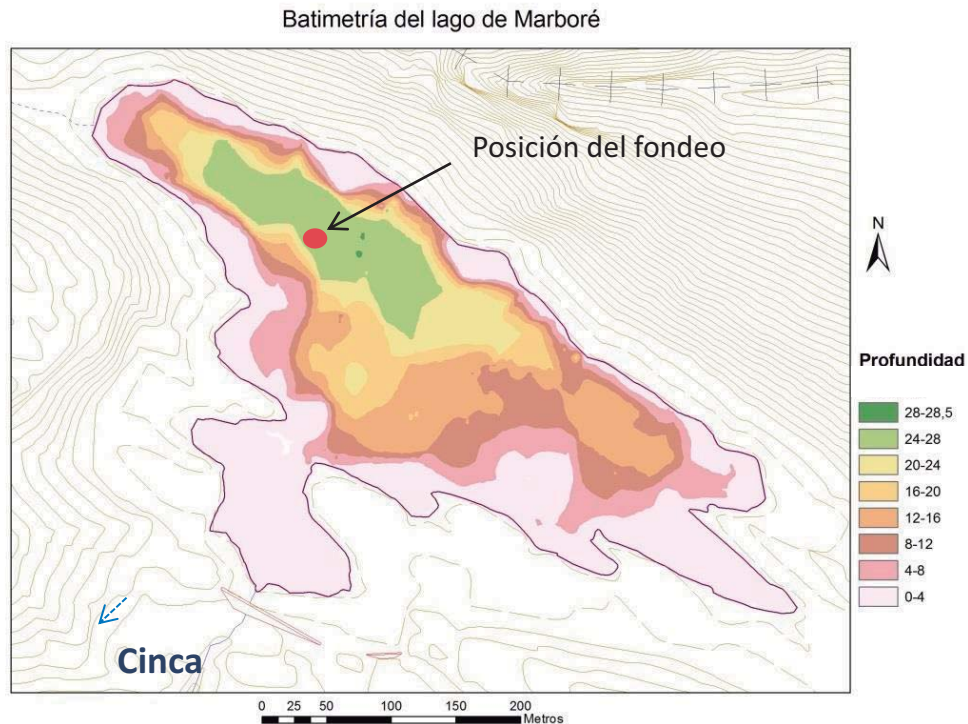 Batimetría del lago de Marboré
Posición del fondeo
N
Profundidad
28-28,5
24-28
20-24
16-20
12-16
8-12
4-8
0-4
Cinca
0 25 50 100 150 200
Metros